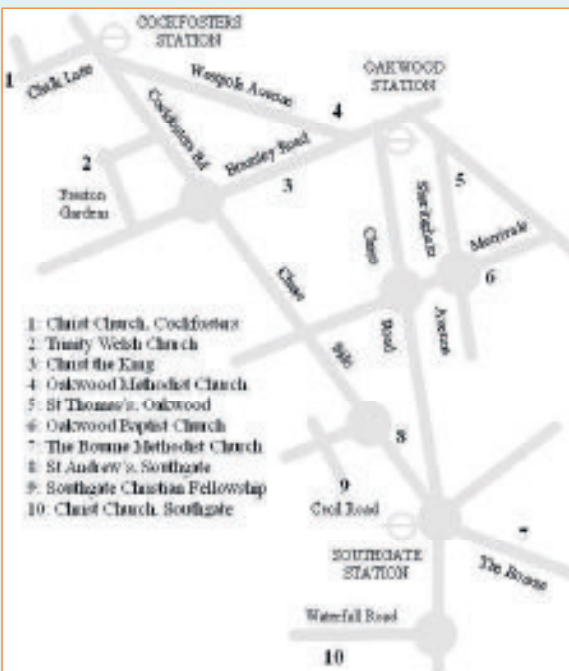 COCKFOSTERS
STATION
1
Chalk Lane
Westpole Avenue
OAKWOOD
STATION
4
Cockfosters Rd
Bramley Road
2
3
5
Preston
Gardens
Sheringham
Merrivale
Chase
Chase
6
Road
Avenue
Side
1: Christ Church, Cockfosters
2: Trinity Welsh Church
3: Christ the King
4: Oakwood Methodist Church
5: St Thomas's, Oakwood
6: Oakwood Baptist Church
7: The Bourne Methodist Church
8: St Andrew's, Southgate
9: Southgate Christian Fellowship
10: Christ Church, Southgate
8
9
Cecil Road
7
SOUTHGATE
STATION
The Bourne
Waterfall Road
10